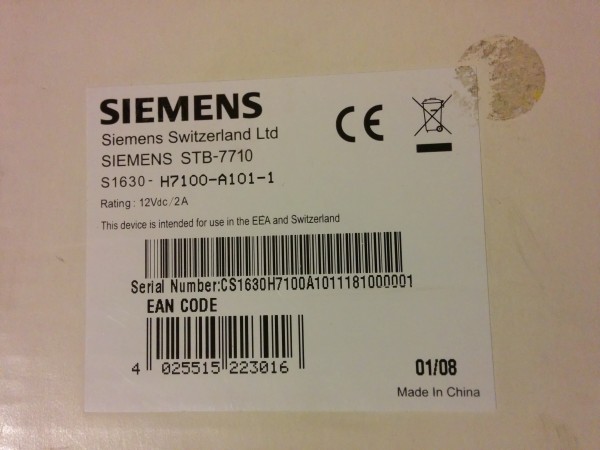 SIEMENS
Siemens Switzerland Ltd
SIEMENS STB-7710
S1630- H7100-A101-1
Rating: 12Vdc/2A
This device is intended for use in the EEA and Switzerland
CE
Serial Number:CS1630H7100A1011181000001
EAN CODE
4 025515 223016
01/08
Made In China